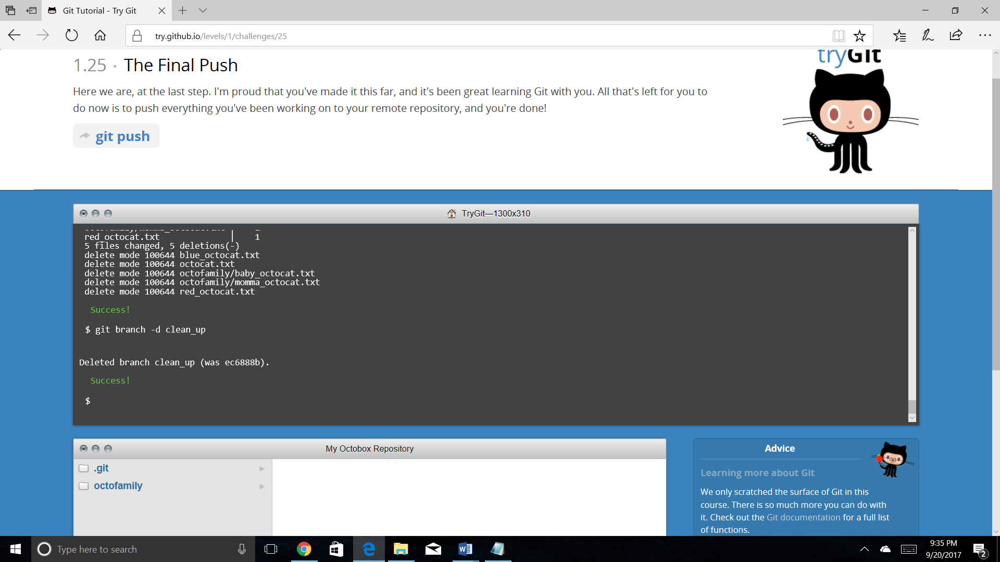 Git Tutorial - Try Git
try.github.io/levels/1/challenges/25
tryGit
1.25 · The Final Push
Here we are, at the last step. I'm proud that you've made it this far, and it's been great learning Git with you. All that's left for you to
do now is to push everything you've been working on to your remote repository, and you're done!
git push
TryGit—1300x310
red_octocat.txt | 1 -
5 files changed, 5 deletions(-)
delete mode 100644 blue_octocat.txt
delete mode 100644 octocat.txt
delete mode 100644 octofamily/baby_octocat.txt
delete mode 100644 octofamily/momma_octocat.txt
delete mode 100644 red_octocat.txt
Success!
$ git branch -d clean_up
Deleted branch clean_up (was ec6888b).
Success!
$
My Octobox Repository
.git
octofamily
Advice
Learning more about Git
We only scratched the surface of Git in this
course. There is so much more you can do with
it. Check out the Git documentation for a full list
of functions.
Type here to search
9:35 PM
9/20/2017
2